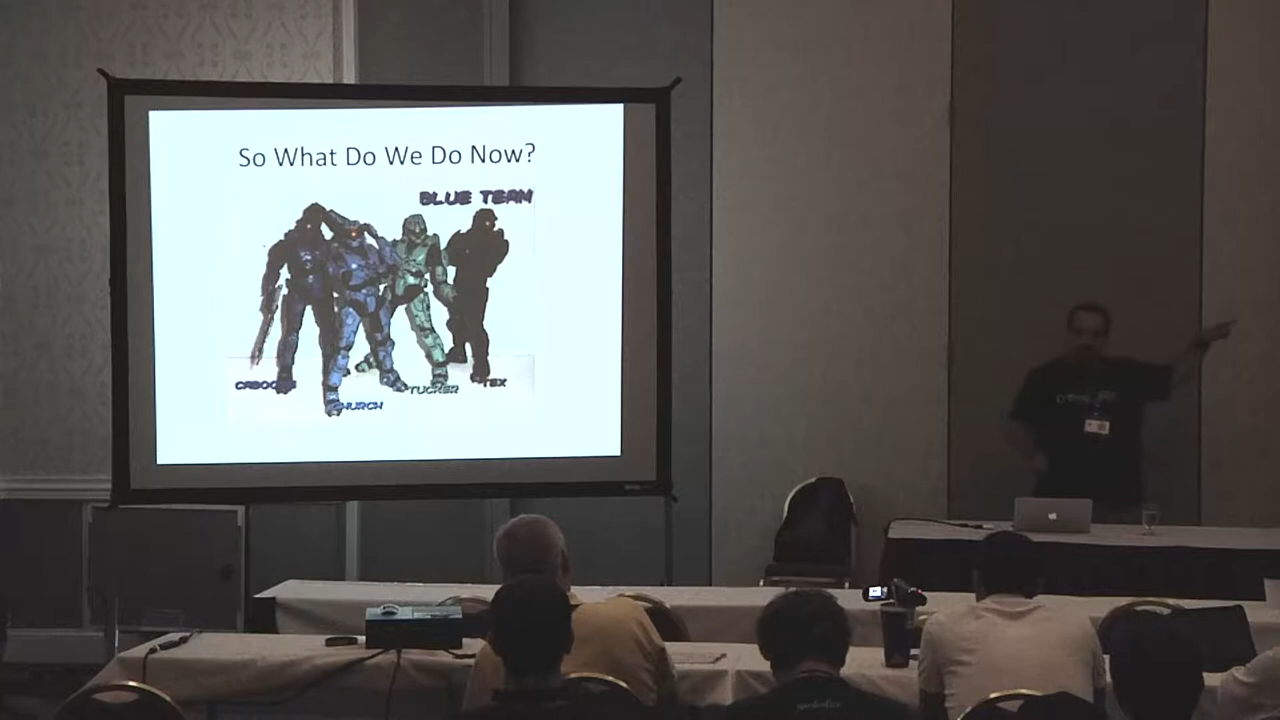 So What Do We Do Now?
BLUE TEAM
CABOOSE
TUCKER
TEX
CHURCH